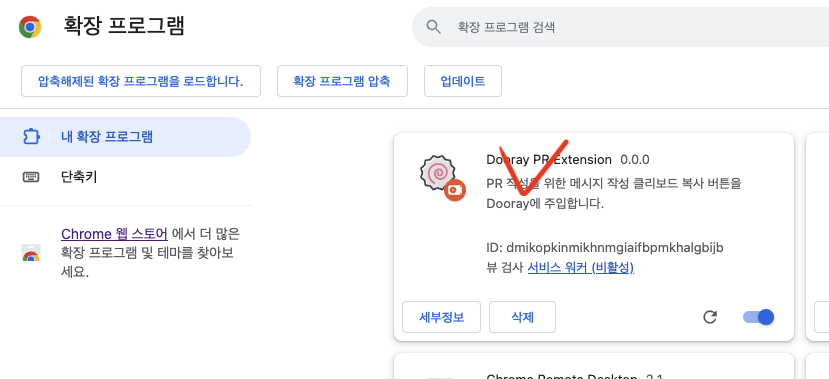 확장 프로그램
확장 프로그램 검색
압축해제된 확장 프로그램을 로드합니다.
확장 프로그램 압축
업데이트
내 확장 프로그램
단축키
Chrome 웹 스토어 에서 더 많은
확장 프로그램 및 테마를 찾아보
세요.
Dooray PR Extension 0.0.0
PR 작성을 위한 메시지 작성 클립보드 복사 버튼을
Dooray에 주입합니다.
ID: dmikopkinmikhnmgiaifbpmkhalgbijb
뷰 검사 서비스 워커 (비활성)
세부정보
삭제
Chrome Remote Desktop 2.1